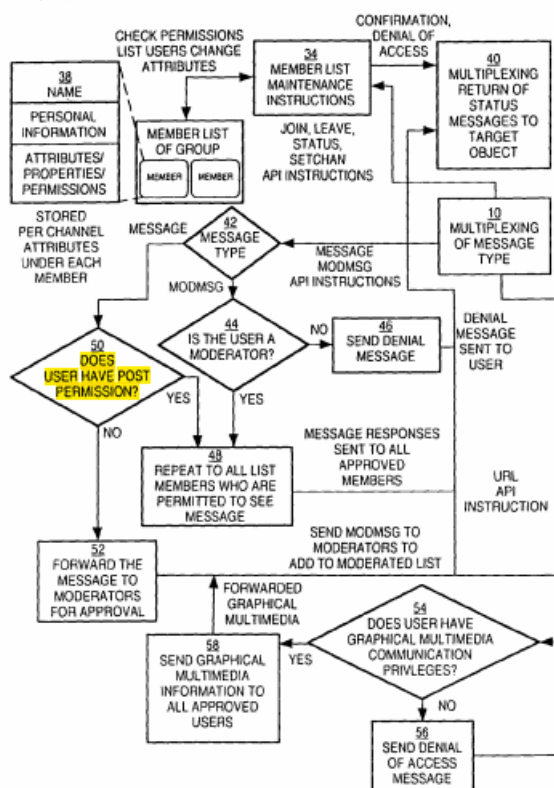 CHECK PERMISSIONS
LIST USERS CHANGE
ATTRIBUTES
CONFIRMATION,
DENIAL OF
ACCESS
38
NAME
PERSONAL
INFORMATION
ATTRIBUTES/
PROPERTIES/
PERMISSIONS
STORED
PER CHANNEL
ATTRIBUTES
UNDER EACH
MEMBER
MEMBER LIST
OF GROUP
MEMBER
MEMBER
34
MEMBER LIST
MAINTENANCE
INSTRUCTIONS
JOIN, LEAVE,
STATUS,
SETCHAN
API INSTRUCTIONS
40
MULTIPLEXING
RETURN OF
STATUS
MESSAGES TO
TARGET
OBJECT
10
MULTIPLEXING
OF MESSAGE
TYPE
MESSAGE
42
MESSAGE
TYPE
MESSAGE
MODMSG
API INSTRUCTIONS
MODMSG
44
IS THE USER A
MODERATOR?
NO
YES
46
SEND DENIAL
MESSAGE
DENIAL
MESSAGE
SENT TO
USER
50
DOES
USER HAVE POST
PERMISSION?
YES
NO
48
REPEAT TO ALL LIST
MEMBERS WHO ARE
PERMITTED TO SEE
MESSAGE
MESSAGE RESPONSES
SENT TO ALL
APPROVED
MEMBERS
URL
API
INSTRUCTION
52
FORWARD THE
MESSAGE TO
MODERATORS
FOR APPROVAL
SEND MODMSG TO
MODERATORS TO
ADD TO MODERATED LIST
FORWARDED
GRAPHICAL
MULTIMEDIA
54
DOES USER HAVE
GRAPHICAL MULTIMEDIA
COMMUNICATION
PRIVLEGES?
YES
NO
58
SEND GRAPHICAL
MULTIMEDIA
INFORMATION TO
ALL APPROVED
USERS
56
SEND DENIAL
OF ACCESS
MESSAGE